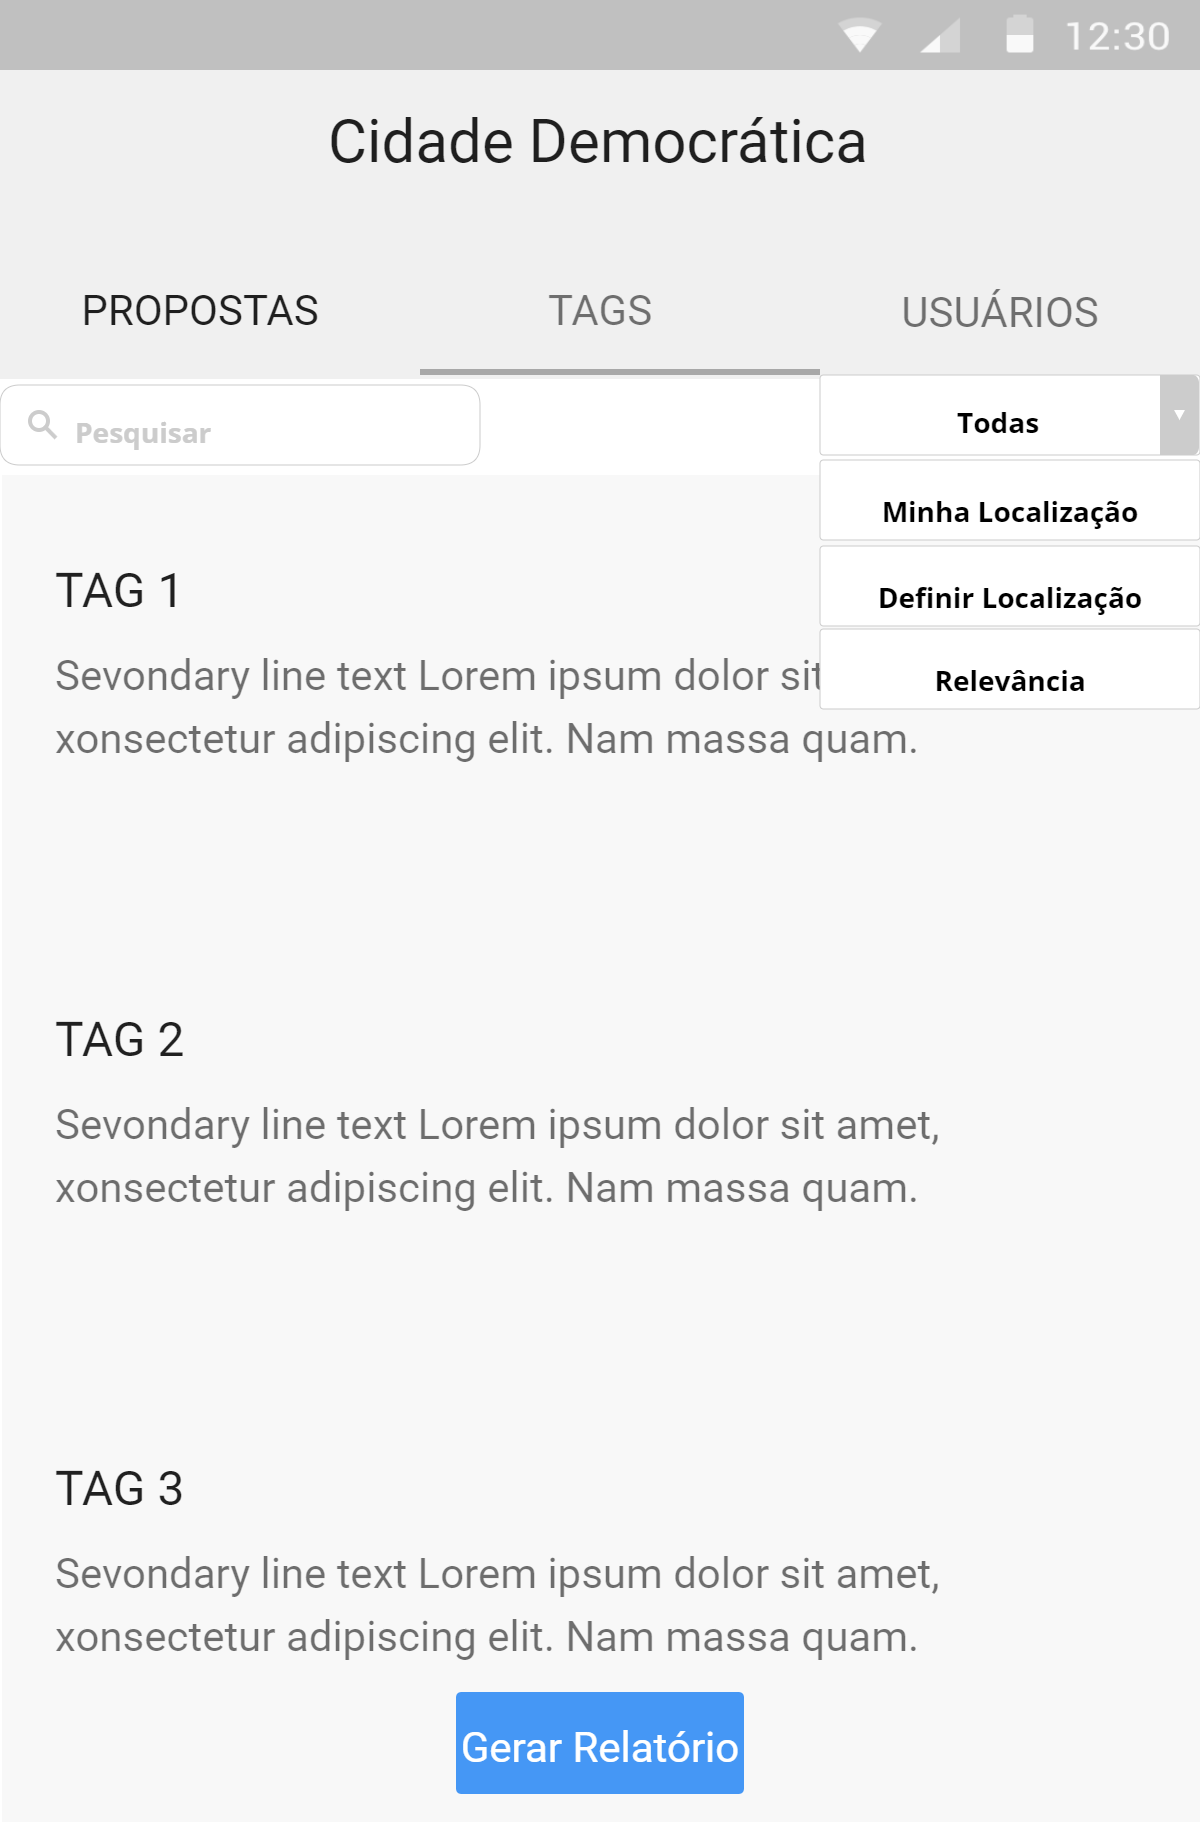 12:30
Cidade Democrática
PROPOSTAS
TAGS
USUÁRIOS
Pesquisar
Todas
Minha Localização
Definir Localização
Relevância
TAG 1
Sevondary line text Lorem ipsum dolor sit
xonsectetur adipiscing elit. Nam massa quam.
TAG 2
Sevondary line text Lorem ipsum dolor sit amet,
xonsectetur adipiscing elit. Nam massa quam.
TAG 3
Sevondary line text Lorem ipsum dolor sit amet,
xonsectetur adipiscing elit. Nam massa quam.
Gerar Relatório